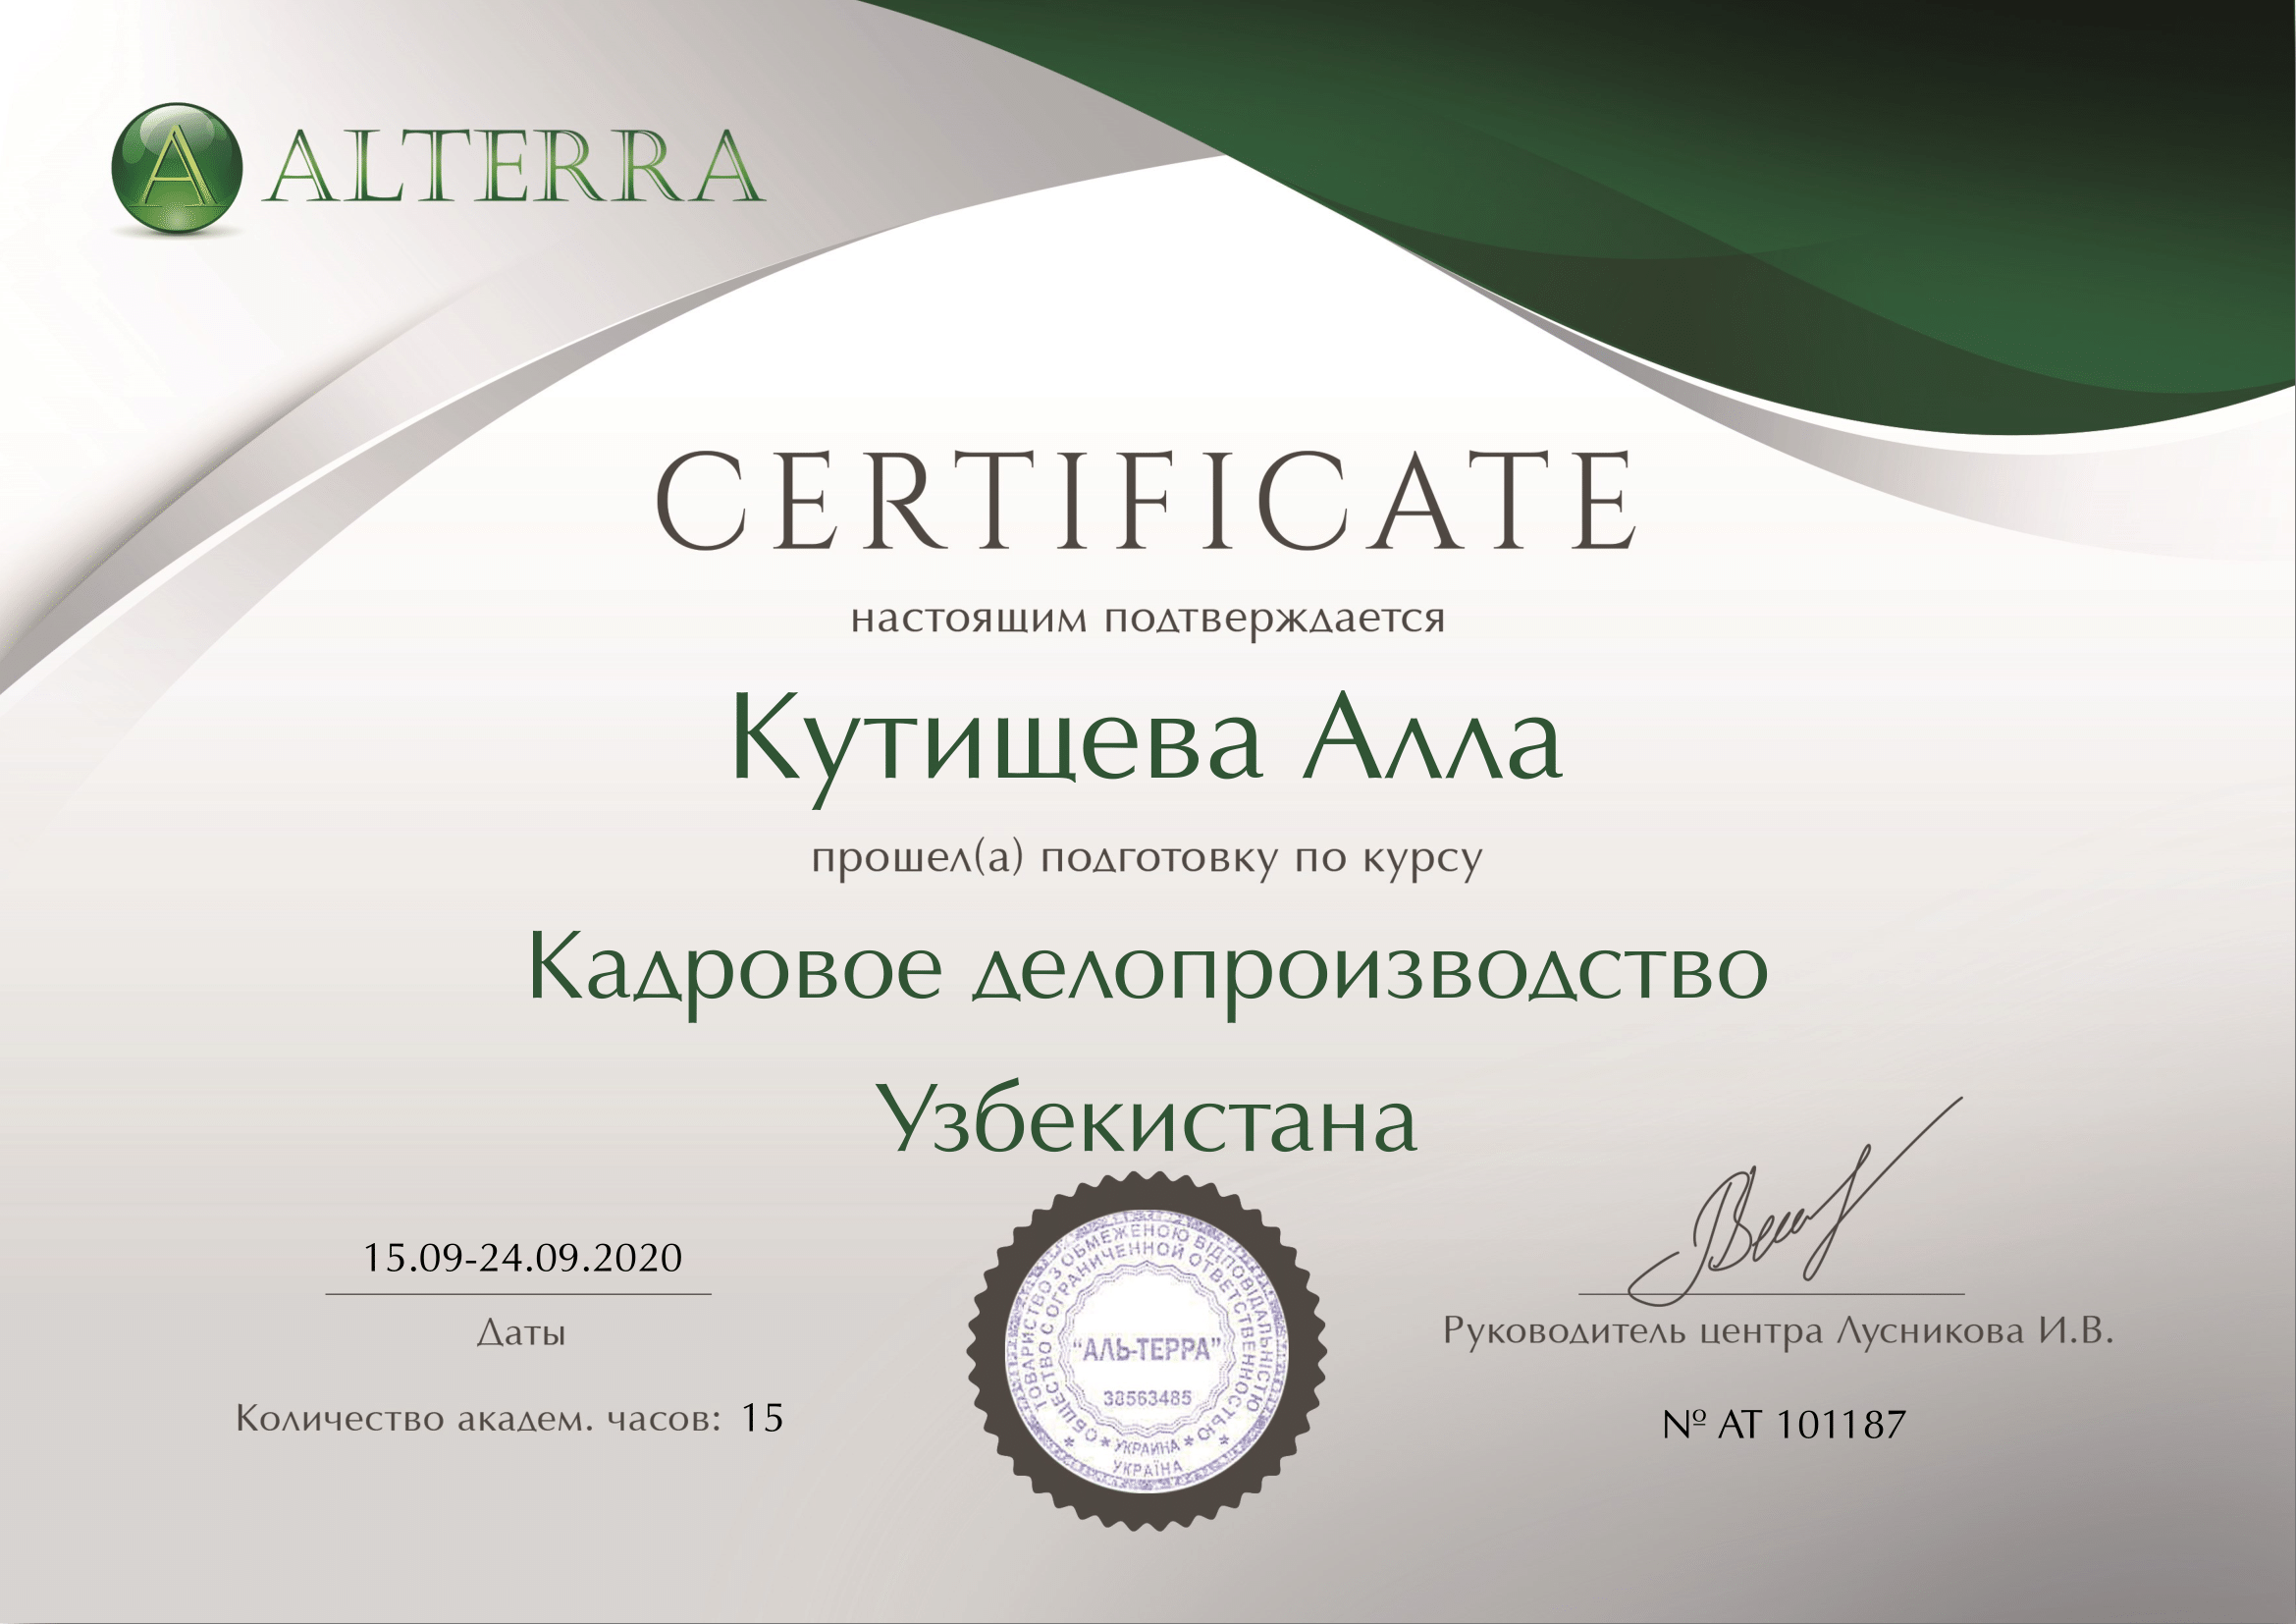 A ALTERRA
CERTIFICATE
настоящим подтверждается
Кутищева Алла
прошел(а) подготовку по курсу
Кадровое делопроизводство
Узбекистана
15.09-24.09.2020
Даты
Количество академ. часов: 15
ТОВАРИСТВО З ОБМЕЖЕНОЮ ВІДПОВІДАЛЬНІСТЮ
ОБЩЕСТВО С ОГРАНИЧЕННОЙ ОТВЕТСТВЕННОСТЬЮ
"АЛЬ-ТЕРРА"
38563485
* УКРАИНА *
* УКРАЇНА *
Руководитель центра Лусникова И.В.
№ АТ 101187